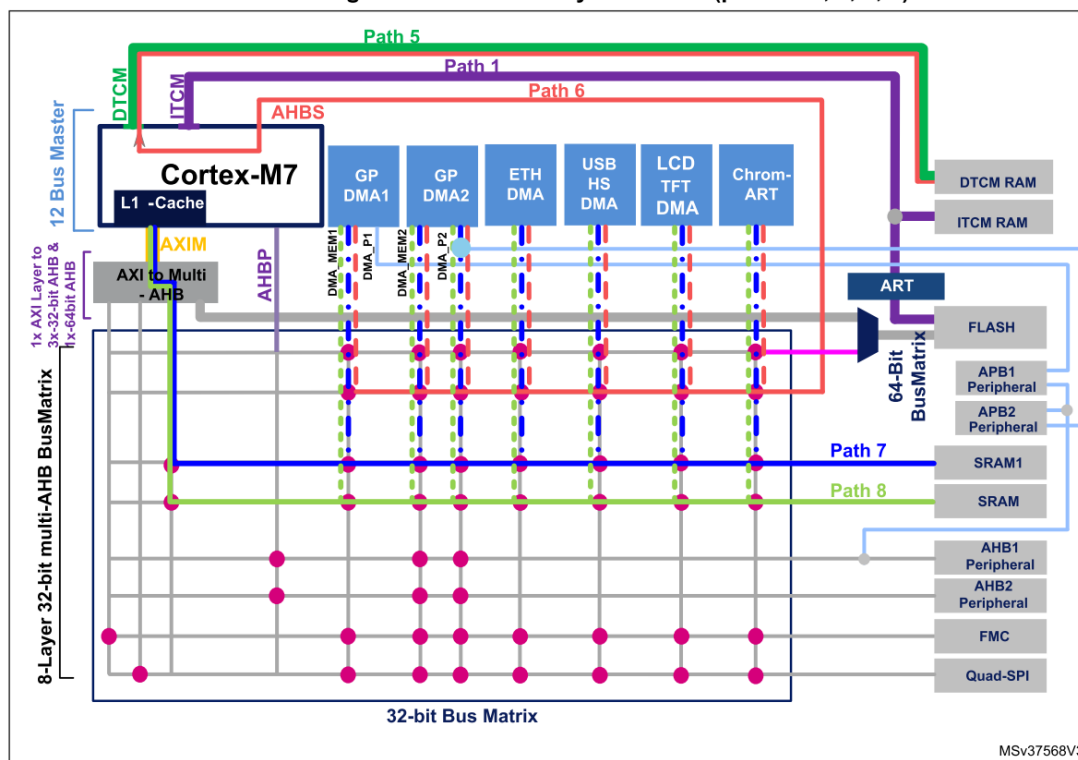 Path 5
Path 1
Path 6
DTCM
ITCM
AHBS
12 Bus Master
Cortex-M7
L1 -Cache
GP
DMA1
GP
DMA2
ETH
DMA
USB
HS
DMA
LCD
TFT
DMA
Chrom-
ART
DTCM RAM
ITCM RAM
AXIM
AXI to Multi
- AHB
1x AXI Layer to
3x-32-bit AHB &
1x-64bit AHB
AHBP
DMA_MEM1
DMA_P1
DMA_MEM2
DMA_P2
ART
FLASH
64-Bit
BusMatrix
APB1
Peripheral
APB2
Peripheral
8-Layer 32-bit multi-AHB BusMatrix
Path 7
SRAM1
Path 8
SRAM
AHB1
Peripheral
AHB2
Peripheral
FMC
Quad-SPI
32-bit Bus Matrix
MSv37568V3